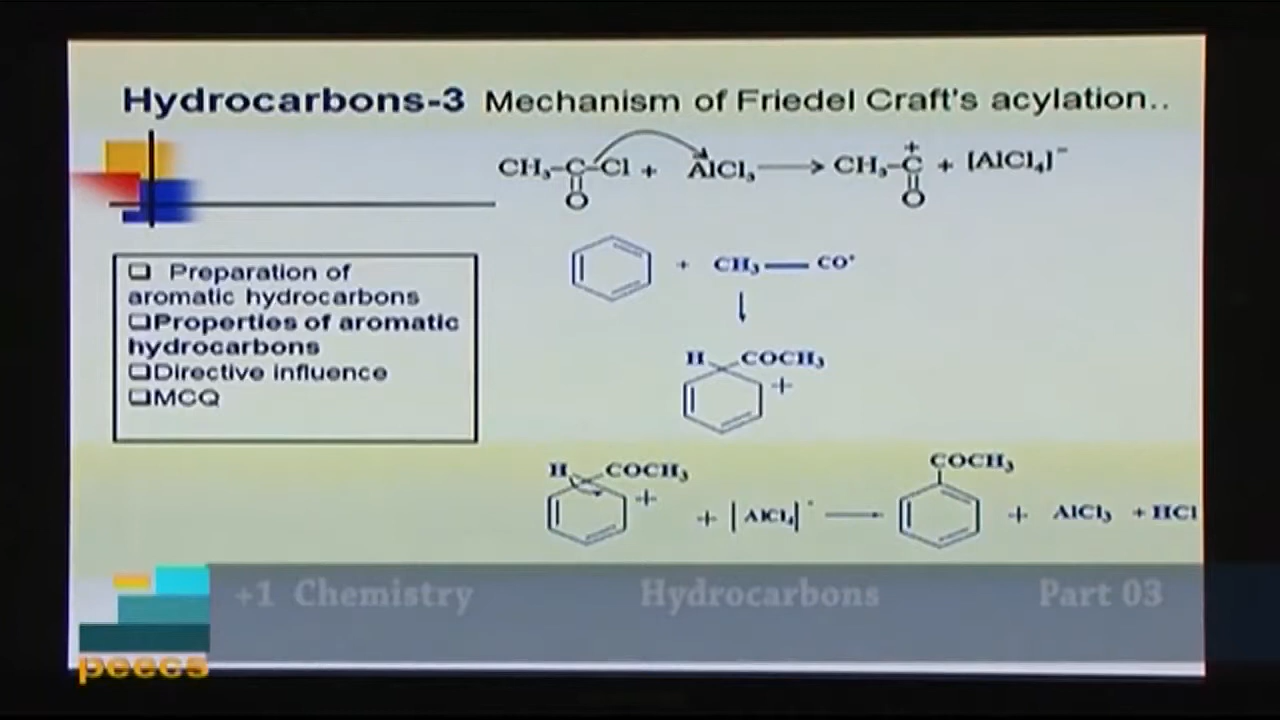 Hydrocarbons-3 Mechanism of Friedel Craft's acylation..
CH₃-C-Cl + AlCl₃ → CH₃-C + [AlCl₄]⁻
+
O
O
❑ Preparation of
aromatic hydrocarbons
❑Properties of aromatic
hydrocarbons
❑Directive influence
❑MCQ
+ CH₃ — CO⁺
↓
H COCH₃
+
H COCH₃
+
+ [AlCl₄]⁻ →
COCH₃
+ AlCl₃ + HCl
+1 Chemistry Hydrocarbons Part 03
peecs